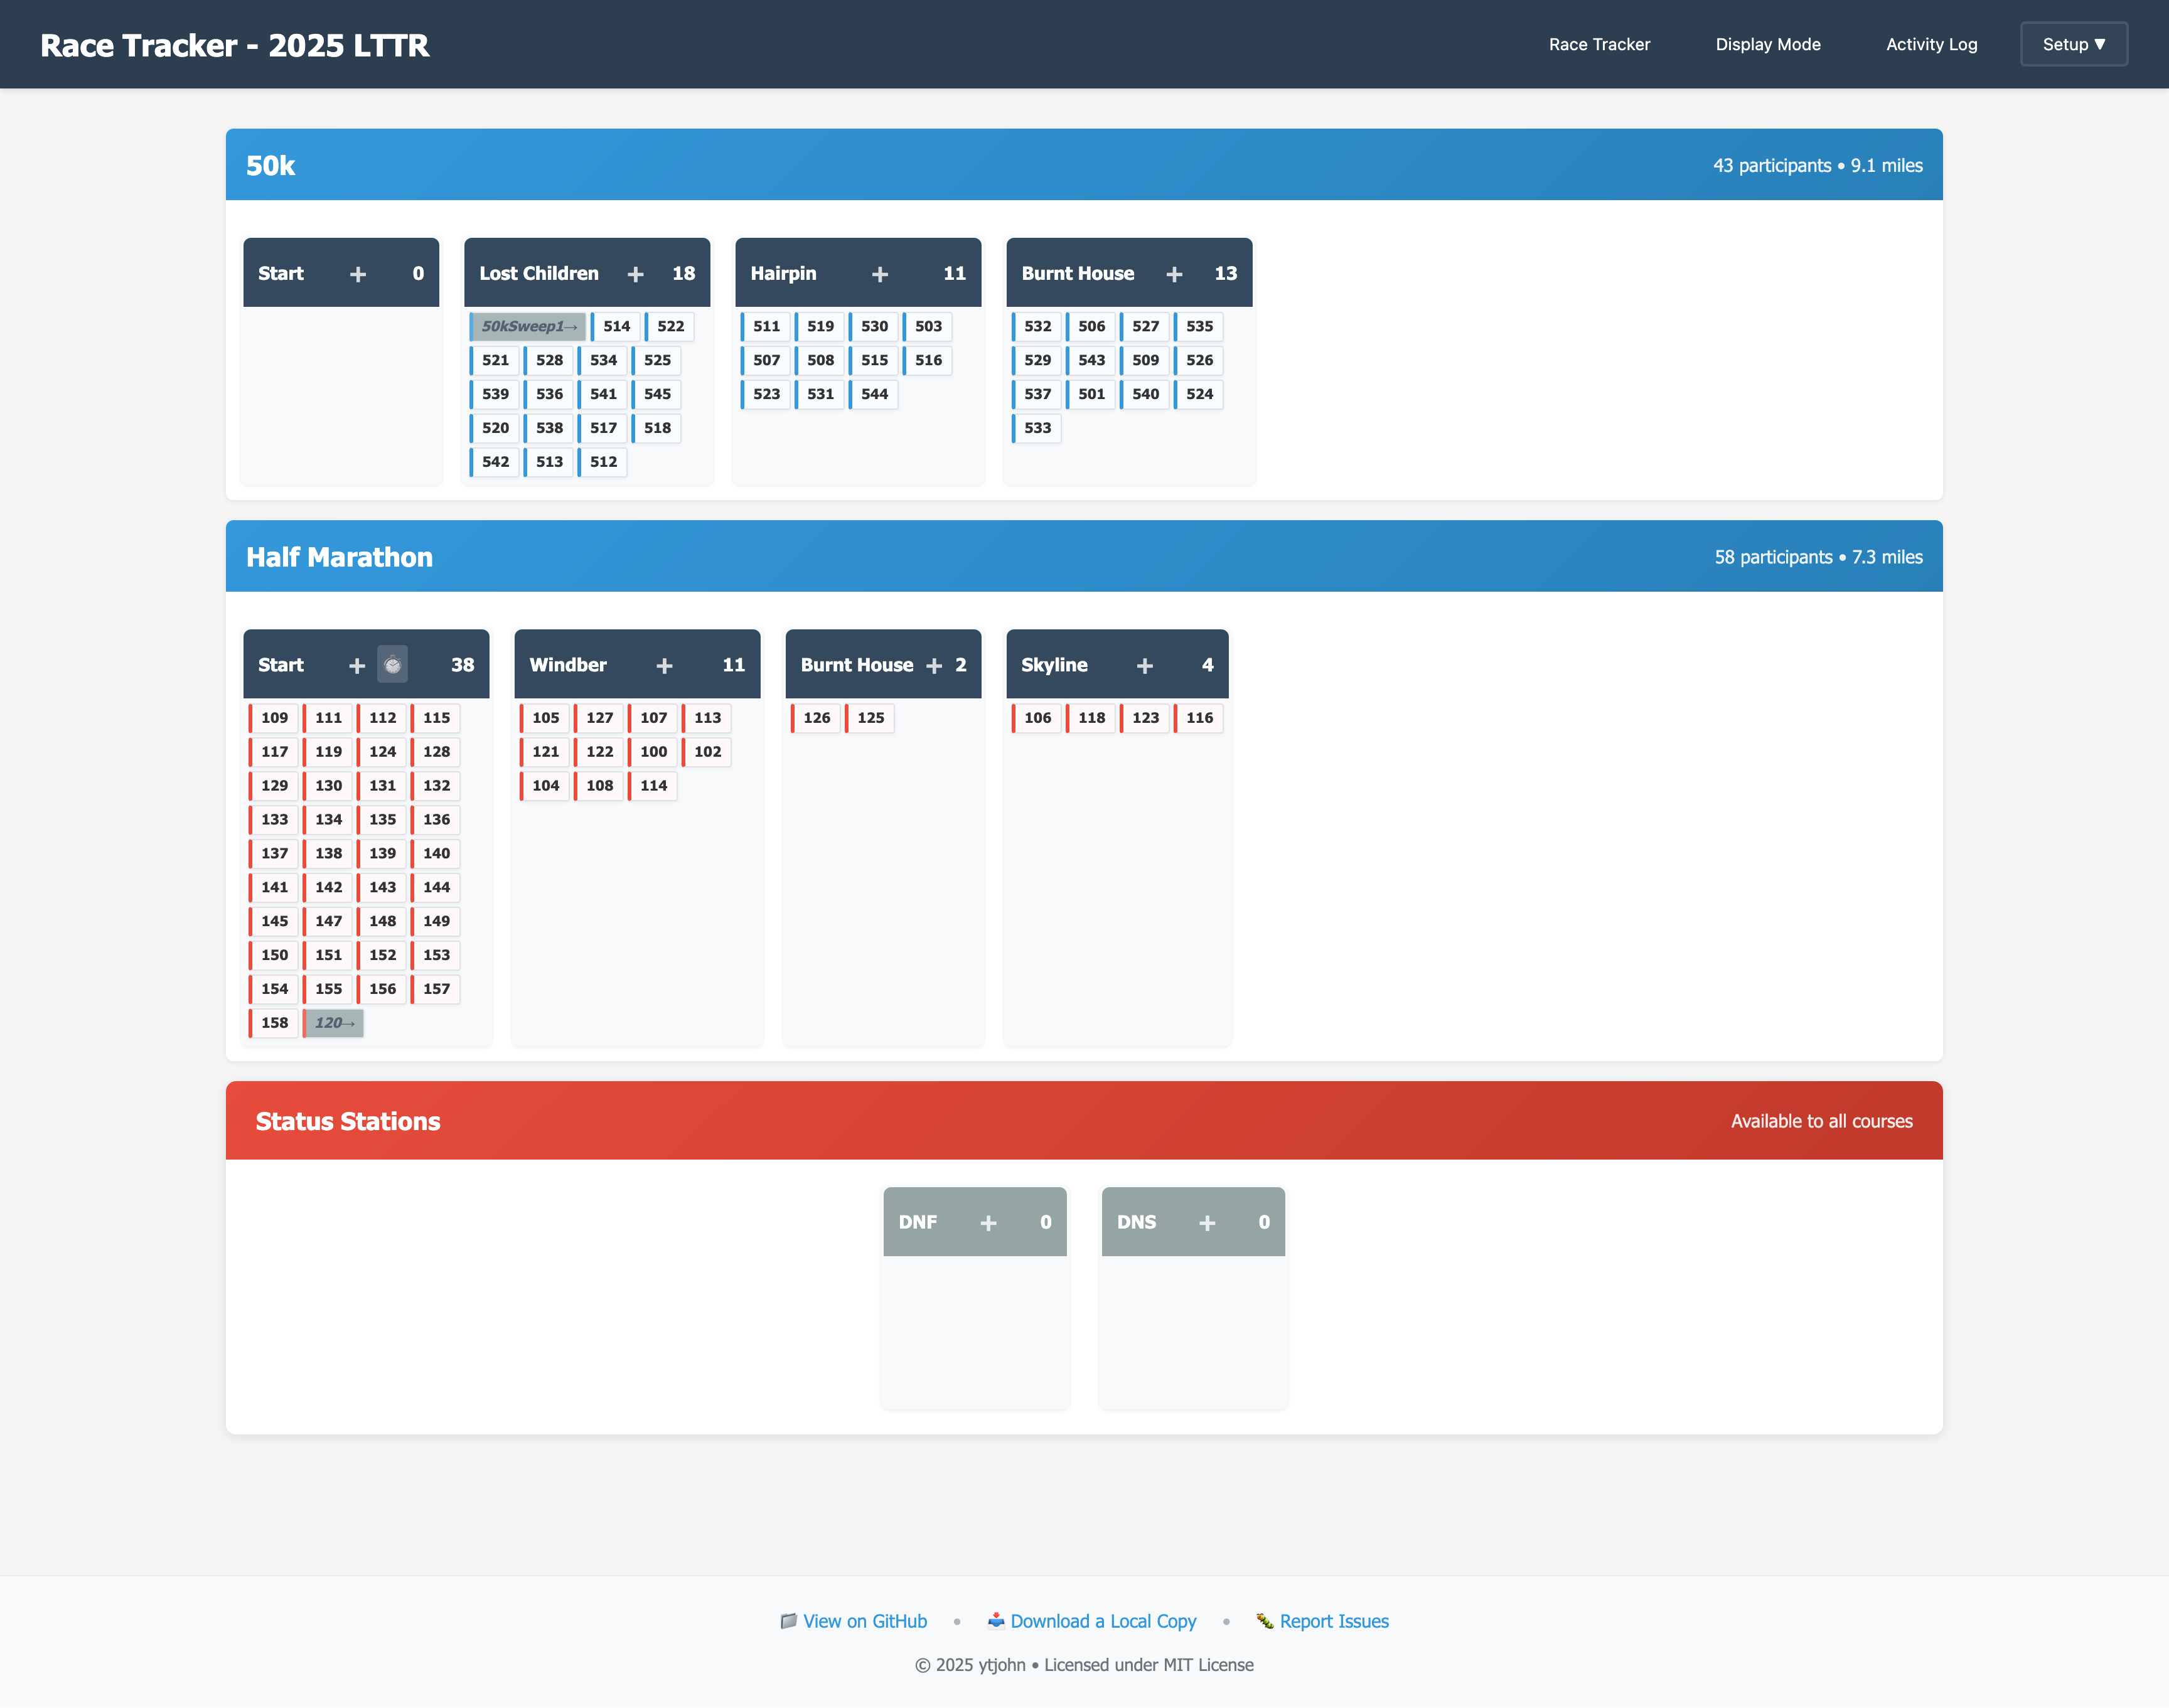 Race Tracker - 2025 LTTR
Race Tracker Display Mode Activity Log Setup ▼
50k 43 participants • 9.1 miles
Start + 0 Lost Children + 18 Hairpin + 11 Burnt House + 13
50kSweep1→ 514 522 511 519 530 503 532 506 527 535
521 528 534 525 507 508 515 516 529 543 509 526
539 536 541 545 523 531 544 537 501 540 524
520 538 517 518 533
542 513 512
Half Marathon 58 participants • 7.3 miles
Start + 38 Windber + 11 Burnt House + 2 Skyline + 4
109 111 112 115 105 127 107 113 126 125 106 118 123 116
117 119 124 128 121 122 100 102
129 130 131 132 104 108 114
133 134 135 136
137 138 139 140
141 142 143 144
145 147 148 149
150 151 152 153
154 155 156 157
158 120→
Status Stations Available to all courses
DNF + 0 DNS + 0
View on GitHub • Download a Local Copy • Report Issues
© 2025 ytjohn • Licensed under MIT License